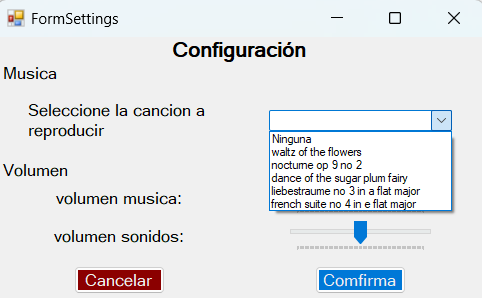 FormSettings
Configuración
Musica
Seleccione la cancion a
reproducir
Ninguna
waltz of the flowers
nocturne op 9 no 2
dance of the sugar plum fairy
liebestraume no 3 in a flat major
french suite no 4 in e flat major
Volumen
volumen musica:
volumen sonidos:
Cancelar
Comfirma